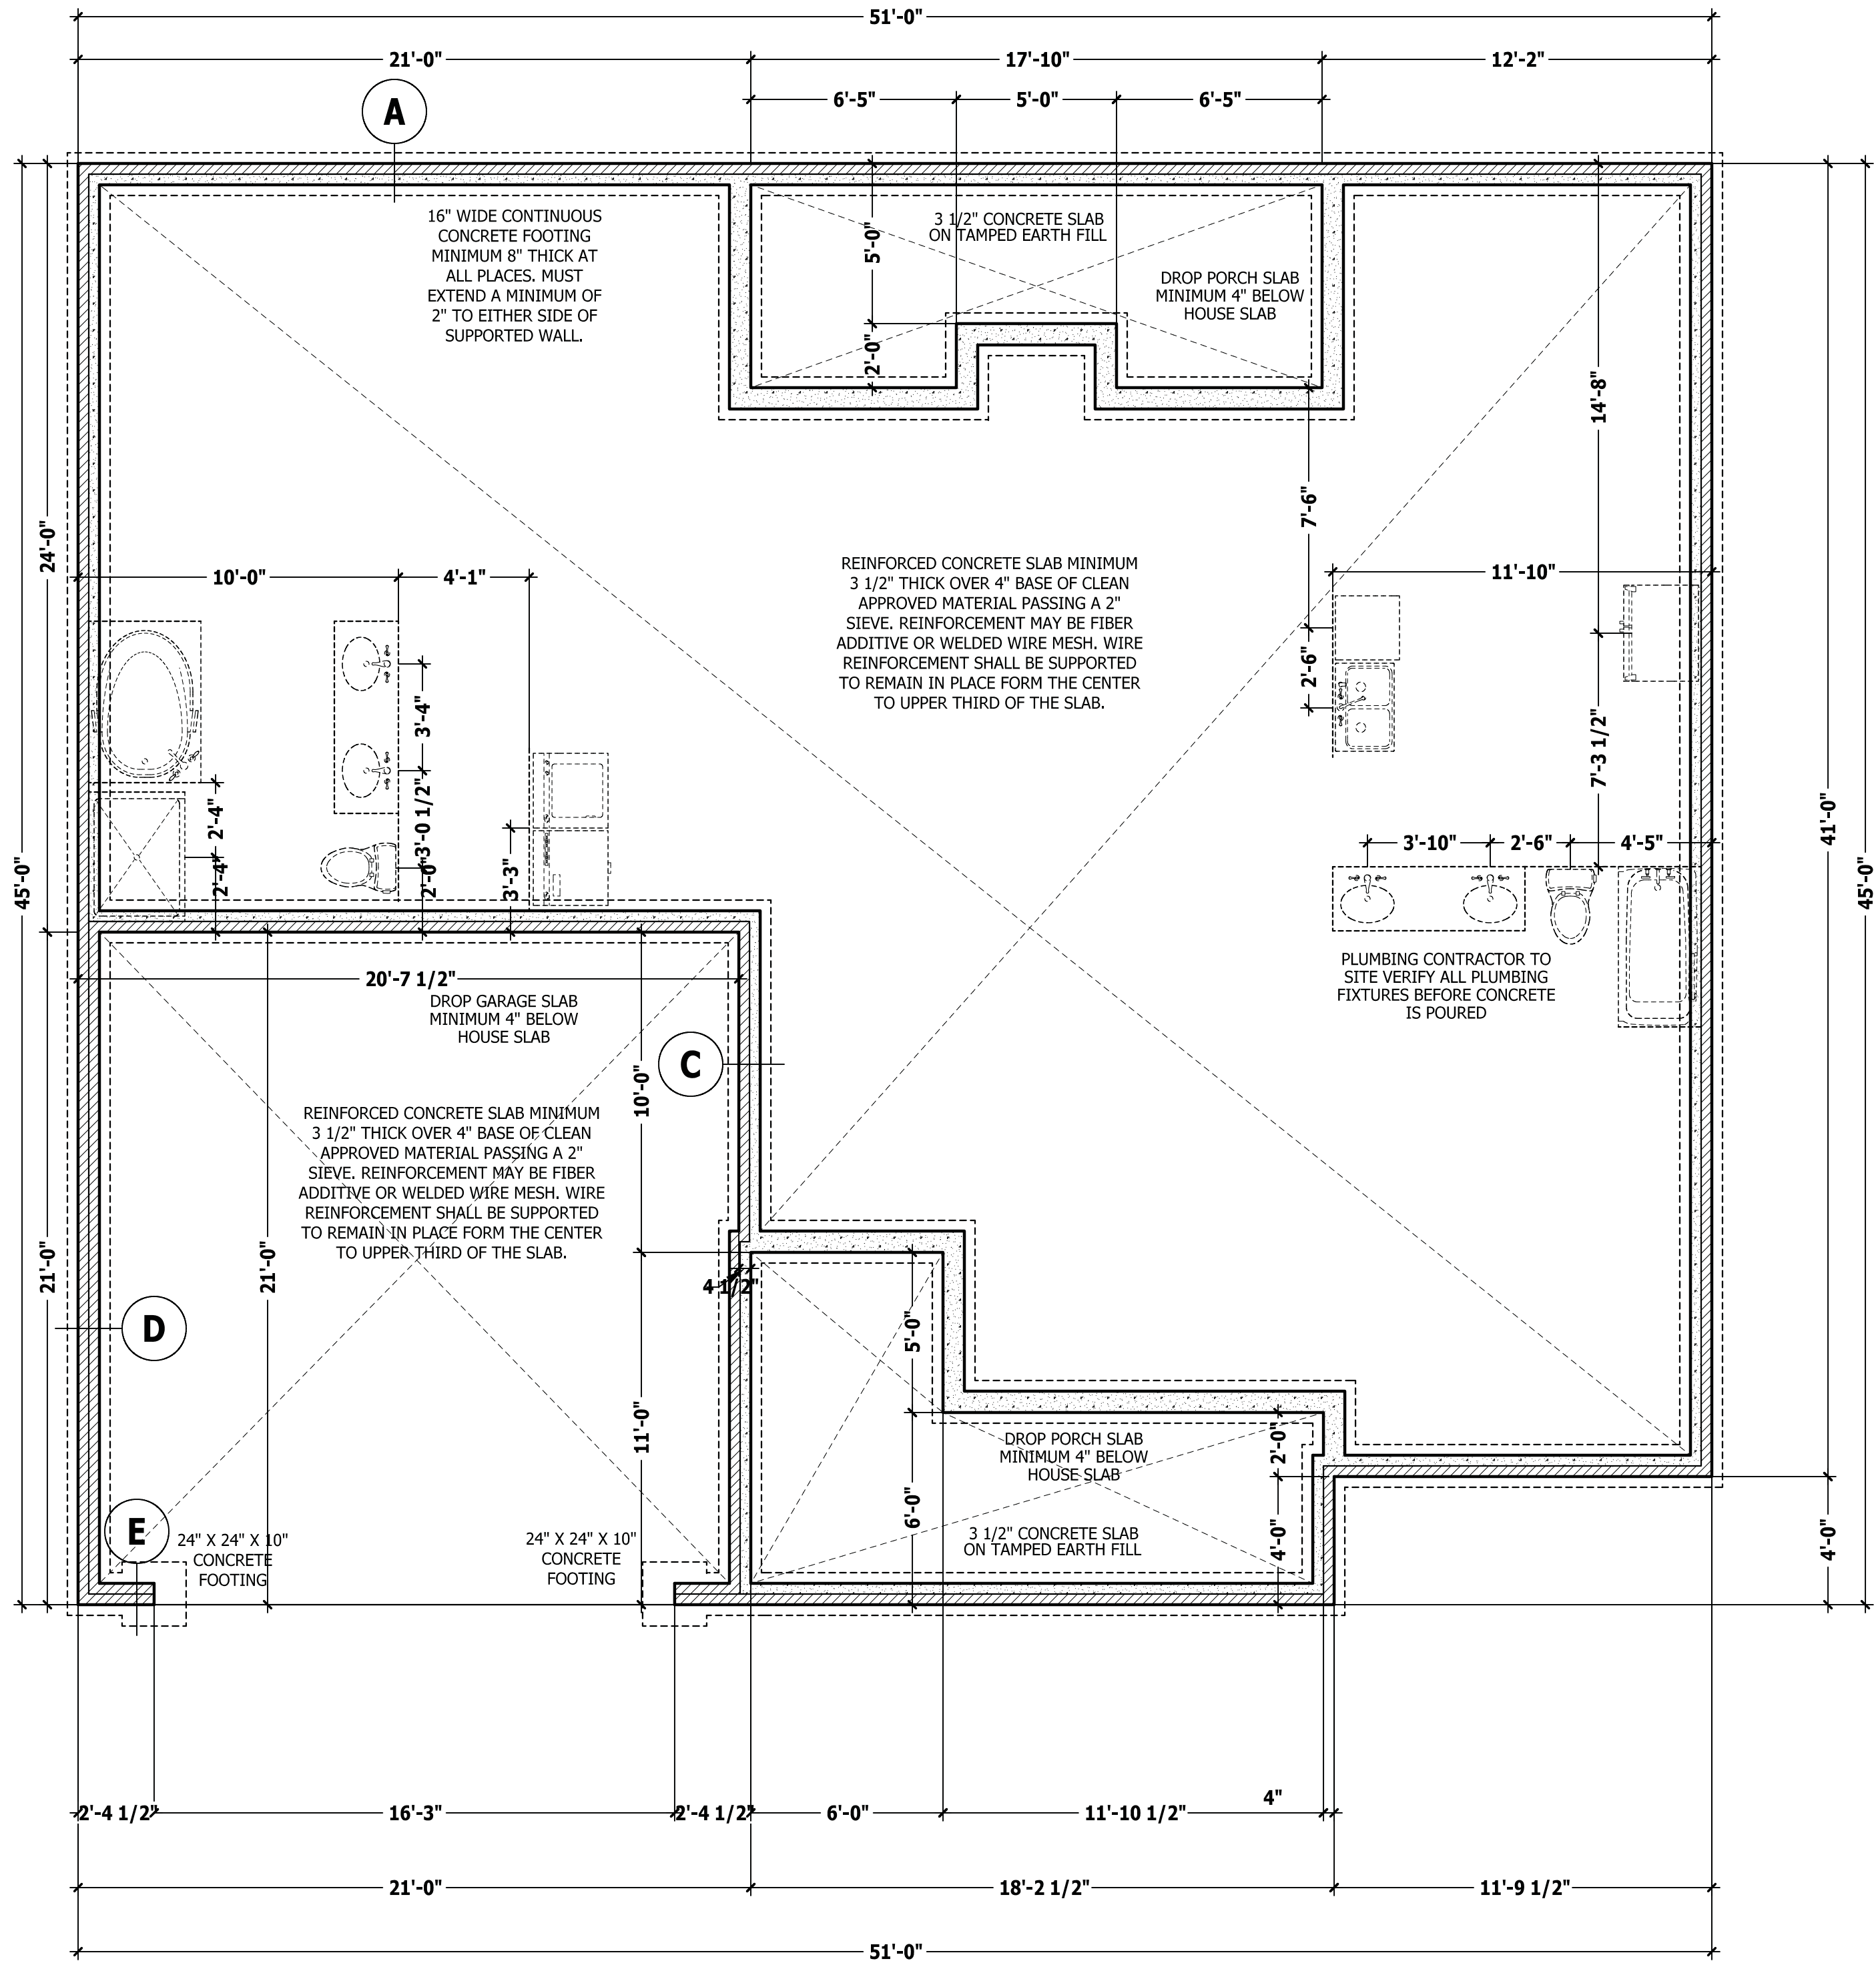 51'-0"
21'-0"
17'-10"
12'-2"
6'-5"
5'-0"
6'-5"
A
16" WIDE CONTINUOUS
CONCRETE FOOTING
MINIMUM 8" THICK AT
ALL PLACES. MUST
EXTEND A MINIMUM OF
2" TO EITHER SIDE OF
SUPPORTED WALL.
5'-0"
2'-0"
3 1/2" CONCRETE SLAB
ON TAMPED EARTH FILL
DROP PORCH SLAB
MINIMUM 4" BELOW
HOUSE SLAB
14'-8"
7'-6"
24'-0"
10'-0"
4'-1"
REINFORCED CONCRETE SLAB MINIMUM
3 1/2" THICK OVER 4" BASE OF CLEAN
APPROVED MATERIAL PASSING A 2"
SIEVE. REINFORCEMENT MAY BE FIBER
ADDITIVE OR WELDED WIRE MESH. WIRE
REINFORCEMENT SHALL BE SUPPORTED
TO REMAIN IN PLACE FORM THE CENTER
TO UPPER THIRD OF THE SLAB.
11'-10"
2'-6"
3'-4"
7'-3 1/2"
2'-4"
3'-0 1/2"
2'-4"
2'-0"
3'-3"
3'-10"
2'-6"
4'-5"
41'-0"
45'-0"
45'-0"
20'-7 1/2"
DROP GARAGE SLAB
MINIMUM 4" BELOW
HOUSE SLAB
PLUMBING CONTRACTOR TO
SITE VERIFY ALL PLUMBING
FIXTURES BEFORE CONCRETE
IS POURED
C
10'-0"
REINFORCED CONCRETE SLAB MINIMUM
3 1/2" THICK OVER 4" BASE OF CLEAN
APPROVED MATERIAL PASSING A 2"
SIEVE. REINFORCEMENT MAY BE FIBER
ADDITIVE OR WELDED WIRE MESH. WIRE
REINFORCEMENT SHALL BE SUPPORTED
TO REMAIN IN PLACE FORM THE CENTER
TO UPPER THIRD OF THE SLAB.
21'-0"
21'-0"
4 1/2"
D
5'-0"
11'-0"
DROP PORCH SLAB
MINIMUM 4" BELOW
HOUSE SLAB
2'-0"
6'-0"
3 1/2" CONCRETE SLAB
ON TAMPED EARTH FILL
4'-0"
4'-0"
E
24" X 24" X 10"
CONCRETE
FOOTING
24" X 24" X 10"
CONCRETE
FOOTING
2'-4 1/2"
16'-3"
2'-4 1/2"
6'-0"
11'-10 1/2"
4"
21'-0"
18'-2 1/2"
11'-9 1/2"
51'-0"